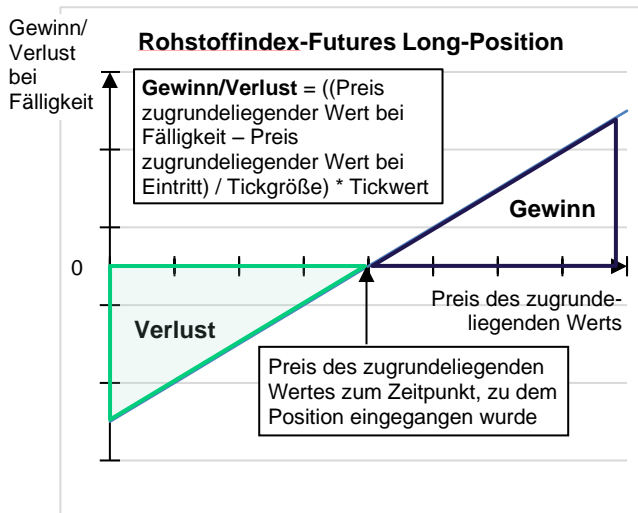 Gewinn/
Verlust
bei
Fälligkeit
Rohstoffindex-Futures Long-Position
Gewinn/Verlust = ((Preis
zugrundeliegender Wert bei
Fälligkeit – Preis
zugrundeliegender Wert bei
Eintritt) / Tickgröße) * Tickwert
Gewinn
0
Preis des zugrunde-
liegenden Werts
Verlust
Preis des zugrundeliegenden
Wertes zum Zeitpunkt, zu dem
Position eingegangen wurde